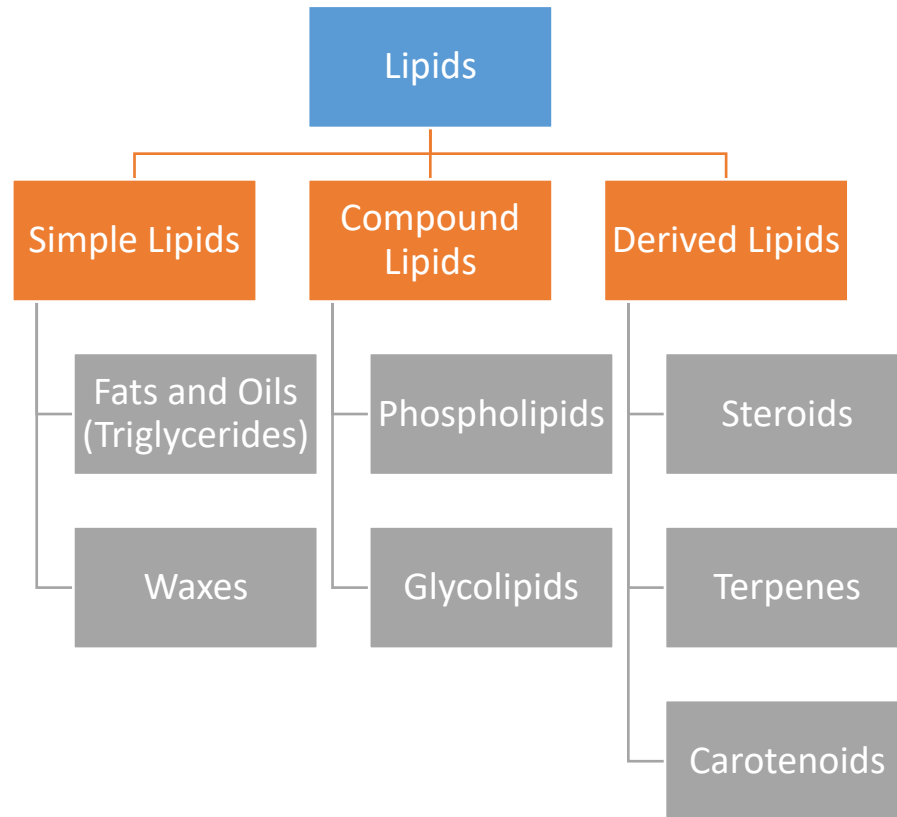 Lipids
Simple Lipids
Compound
Lipids
Derived Lipids
Fats and Oils
(Triglycerides)
Phospholipids
Steroids
Waxes
Glycolipids
Terpenes
Carotenoids